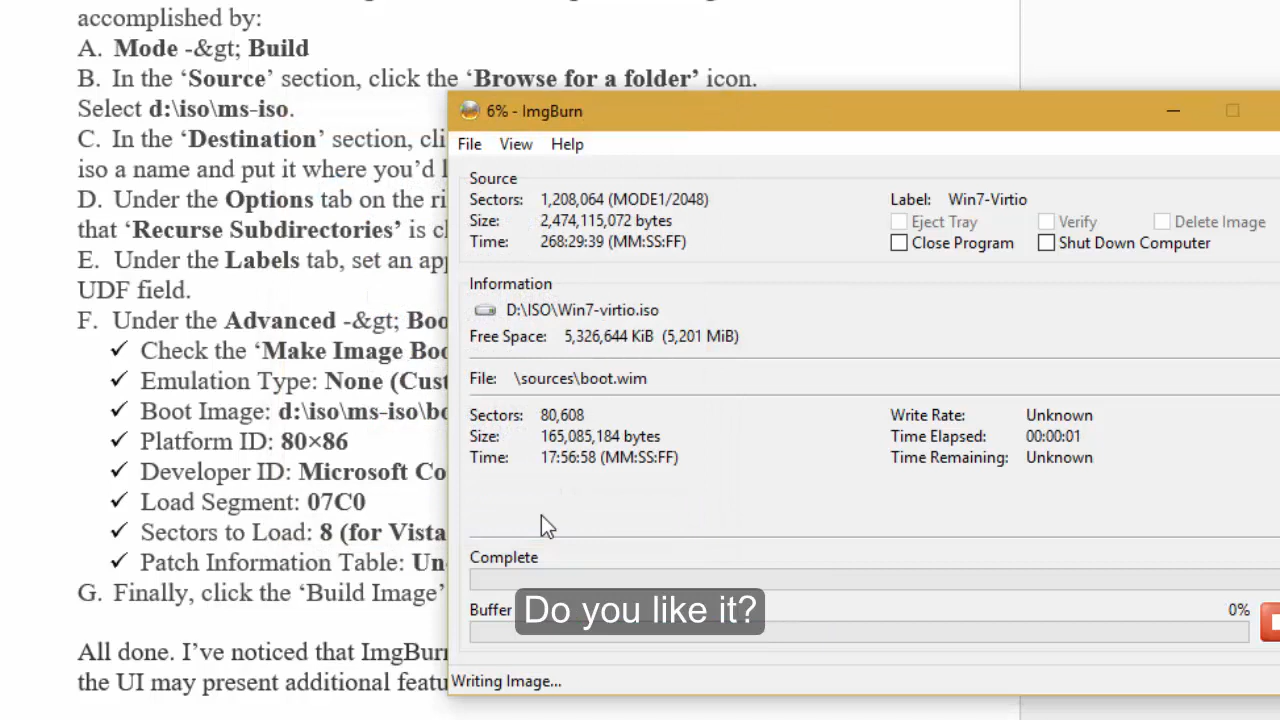 accomplished by:
A. Mode -&gt; Build
B. In the ‘Source’ section, click the ‘Browse for a folder’ icon.
Select d:\iso\ms-iso.
C. In the ‘Destination’ section, cli
iso a name and put it where you’d l
D. Under the Options tab on the ri
that ‘Recurse Subdirectories’ is c
E. Under the Labels tab, set an app
UDF field.
F. Under the Advanced -&gt; Boo
✓ Check the ‘Make Image Boo
✓ Emulation Type: None (Cust
✓ Boot Image: d:\iso\ms-iso\bo
✓ Platform ID: 80×86
✓ Developer ID: Microsoft Co
✓ Load Segment: 07C0
✓ Sectors to Load: 8 (for Vista
✓ Patch Information Table: Un
G. Finally, click the ‘Build Image’
All done. I’ve noticed that ImgBurn
the UI may present additional featu
6% - ImgBurn
File View Help
Source
Sectors: 1,208,064 (MODE1/2048)
Size: 2,474,115,072 bytes
Time: 268:29:39 (MM:SS:FF)
Label: Win7-Virtio
Eject Tray Verify Delete Image
Close Program Shut Down Computer
Information
D:\ISO\Win7-virtio.iso
Free Space: 5,326,644 KiB (5,201 MiB)
File: \sources\boot.wim
Sectors: 80,608
Size: 165,085,184 bytes
Time: 17:56:58 (MM:SS:FF)
Write Rate: Unknown
Time Elapsed: 00:00:01
Time Remaining: Unknown
Complete
Buffer 0%
Do you like it?
Writing Image...